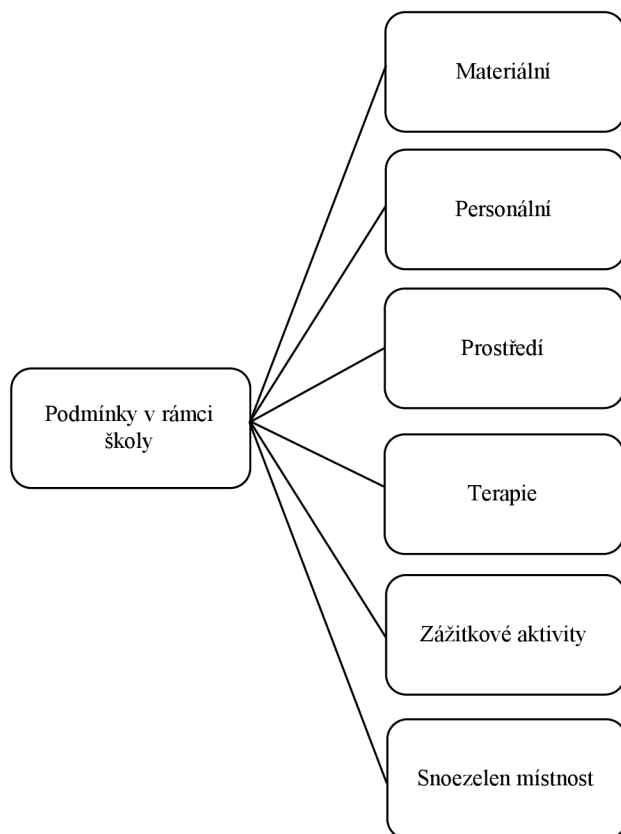 Materiální
Personální
Prostředí
Podmínky v rámci
školy
Terapie
Zážitkové aktivity
Snoezelen místnost